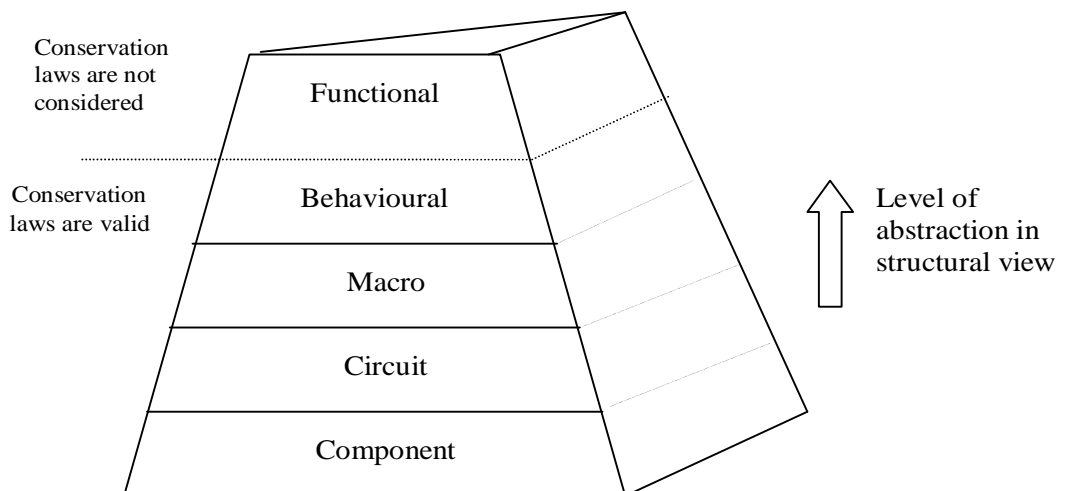 Conservation
laws are not
considered
Functional
Conservation
laws are valid
Behavioural
Macro
Circuit
Component
Level of
abstraction in
structural view